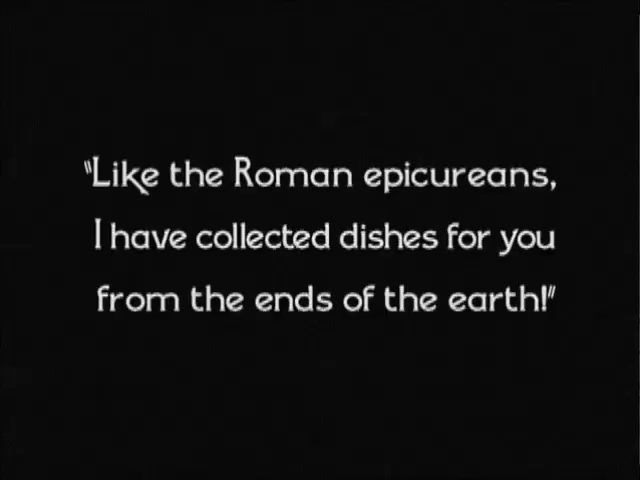 "Like the Roman epicureans,
I have collected dishes for you
from the ends of the earth!"